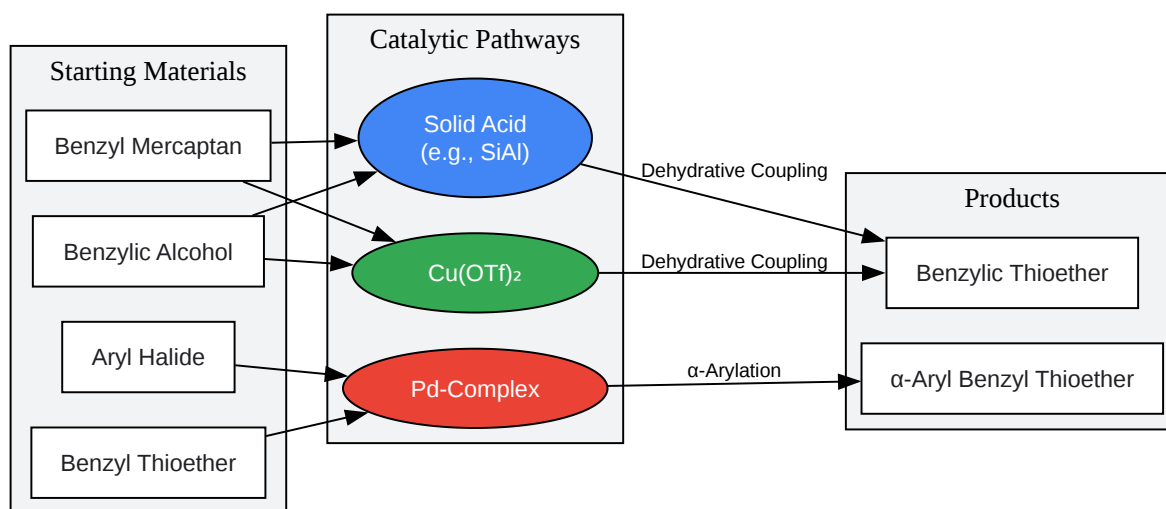 Starting Materials
Benzyl Mercaptan
Benzylic Alcohol
Aryl Halide
Benzyl Thioether
Catalytic Pathways
Solid Acid
(e.g., SiAl)
Cu(OTf)₂
Pd-Complex
Dehydrative Coupling
Dehydrative Coupling
α-Arylation
Products
Benzylic Thioether
α-Aryl Benzyl Thioether